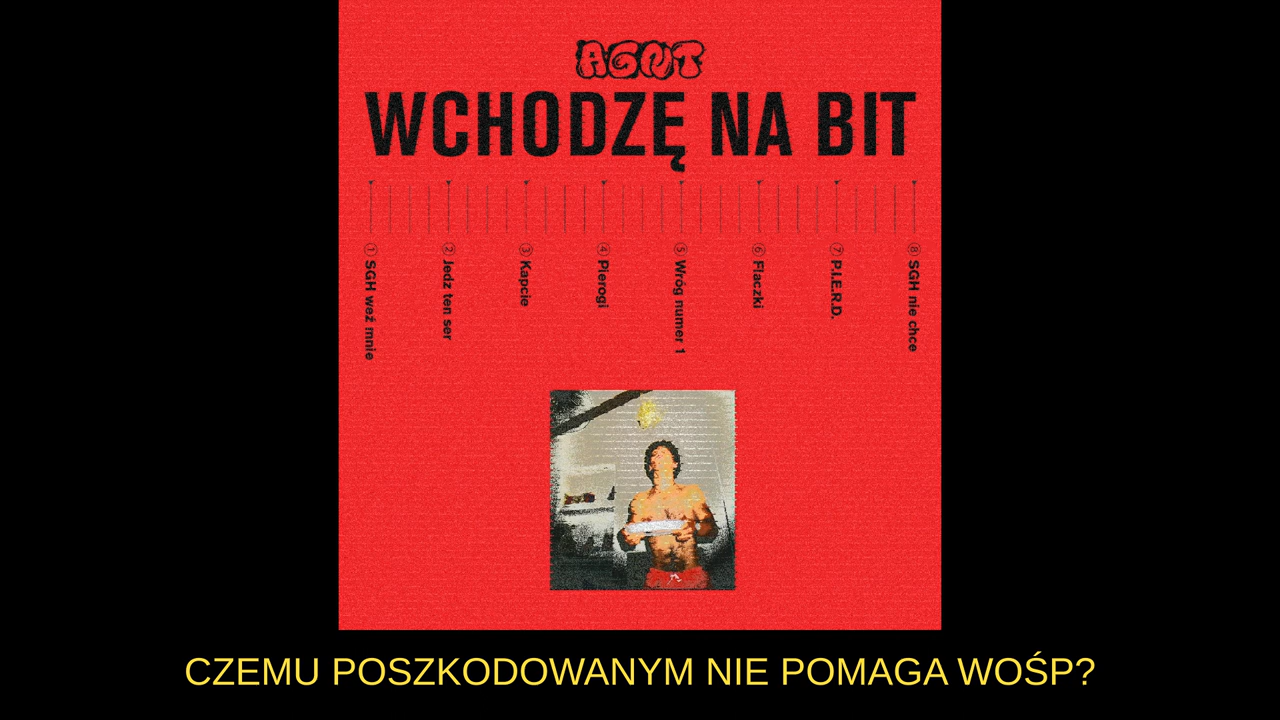 AGNT
WCHODZĘ NA BIT
① SGH weź mnie
② Jedz ten ser
③ Kapcie
④ Pierogi
⑤ Wróg numer 1
⑥ Flaczki
⑦ P.I.E.R.D.
⑧ SGH nie chce
CZEMU POSZKODOWANYM NIE POMAGA WOŚP?